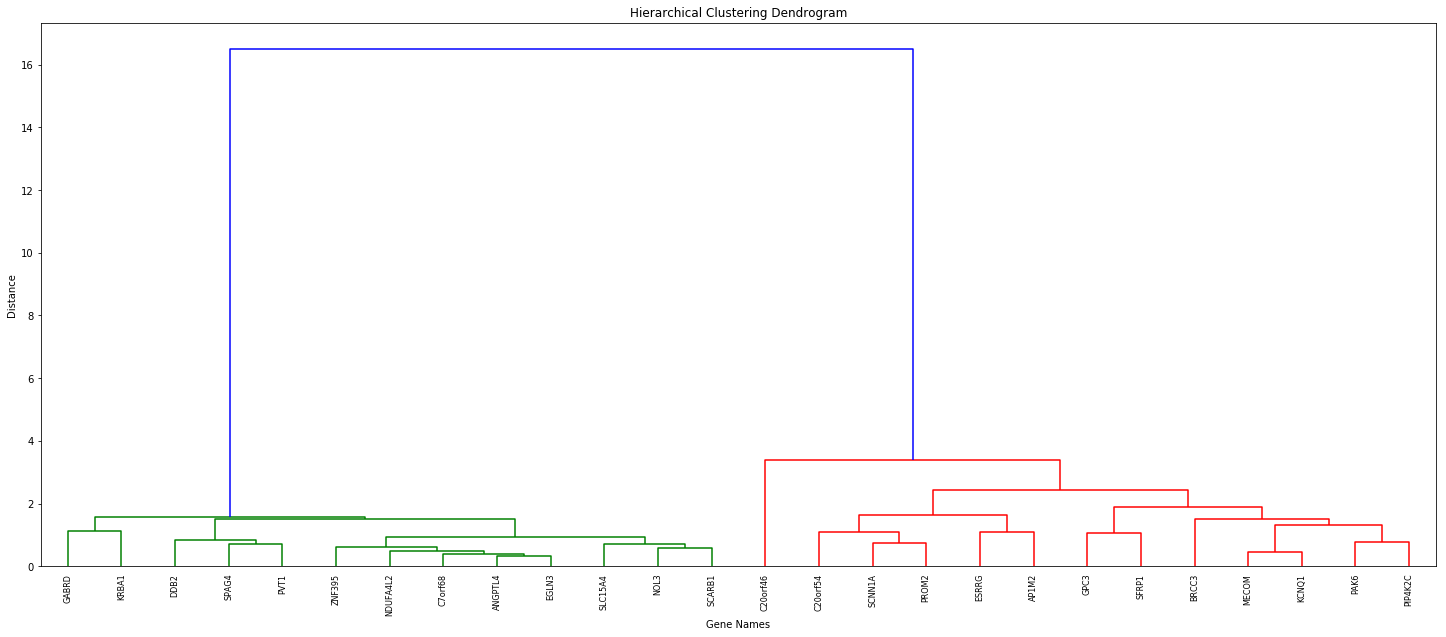 Hierarchical Clustering Dendrogram
Distance
16
14
12
10
8
6
4
2
0
GABRD
KRBA1
DDB2
SPAG4
PVT1
ZNF395
NDUFA4L2
C7orf68
ANGPTL4
EGLN3
SLC15A4
NOL3
SCARB1
C20orf46
C20orf54
SCNN1A
PROM2
ESRRG
AP1M2
GPC3
SFRP1
BRCC3
MECOM
KCNQ1
PAK6
PIP4K2C
Gene Names